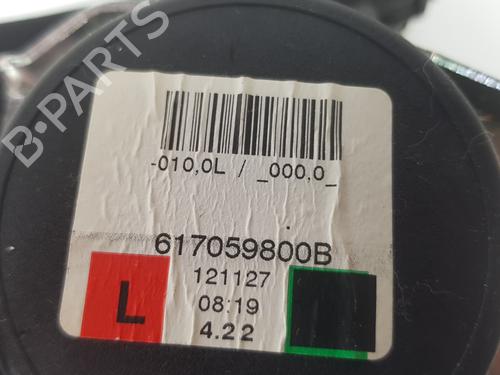 -010,0L / _000,0_
617059800B
121127
L
08:19
4.22
B-PARTS